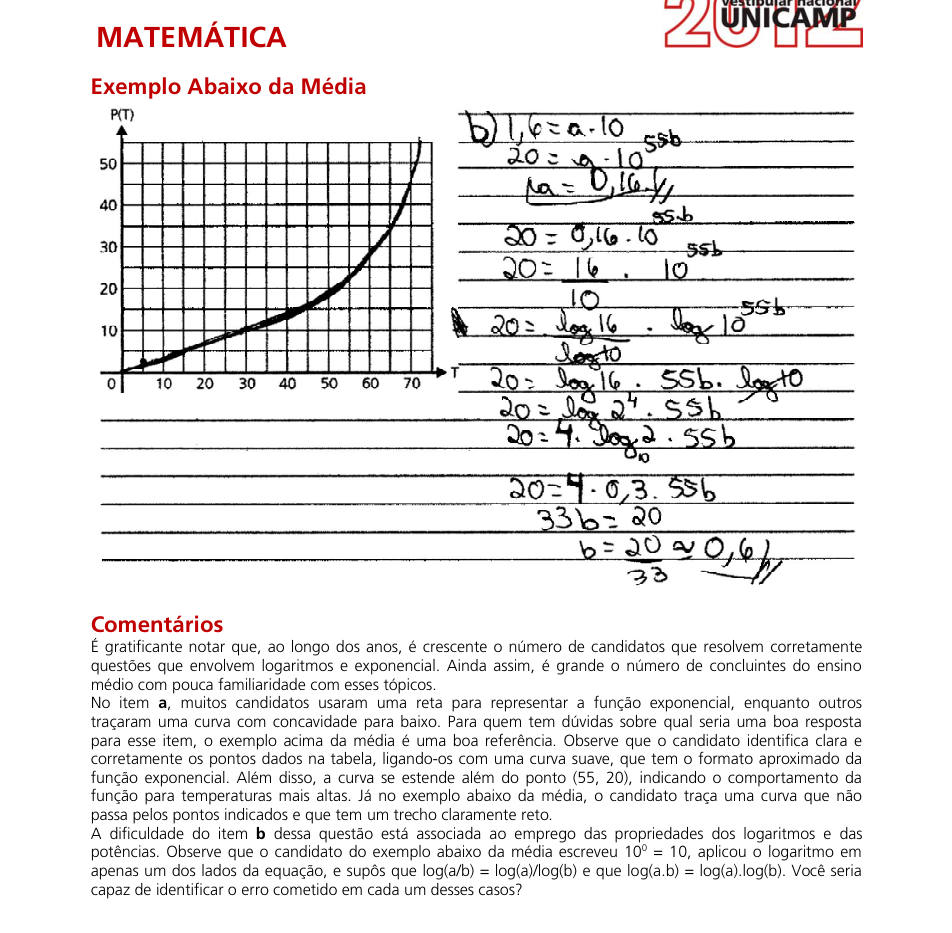 vestibular nacional
2012
UNICAMP
MATEMÁTICA
Exemplo Abaixo da Média
P(T)
50
40
30
20
10
0 10 20 30 40 50 60 70 T
b) 1,6 = a · 10
20 = a · 10^55b
a = 0,16
20 = 0,16 · 10^55·b
20 = 16/10 · 10^55b
20 = log 16/log 10 · log 10^55b
20 = log 16 · 55b · log 10
20 = log 2^4 · 55b
20 = 4 · log₁₀ 2 · 55b
20 = 4 · 0,3 · 55b
33b = 20
b = 20/33 ≈ 0,6
Comentários
É gratificante notar que, ao longo dos anos, é crescente o número de candidatos que resolvem corretamente
questões que envolvem logaritmos e exponencial. Ainda assim, é grande o número de concluintes do ensino
médio com pouca familiaridade com esses tópicos.
No item a, muitos candidatos usaram uma reta para representar a função exponencial, enquanto outros
traçaram uma curva com concavidade para baixo. Para quem tem dúvidas sobre qual seria uma boa resposta
para esse item, o exemplo acima da média é uma boa referência. Observe que o candidato identifica clara e
corretamente os pontos dados na tabela, ligando-os com uma curva suave, que tem o formato aproximado da
função exponencial. Além disso, a curva se estende além do ponto (55, 20), indicando o comportamento da
função para temperaturas mais altas. Já no exemplo abaixo da média, o candidato traça uma curva que não
passa pelos pontos indicados e que tem um trecho claramente reto.
A dificuldade do item b dessa questão está associada ao emprego das propriedades dos logaritmos e das
potências. Observe que o candidato do exemplo abaixo da média escreveu 10⁰ = 10, aplicou o logaritmo em
apenas um dos lados da equação, e supôs que log(a/b) = log(a)/log(b) e que log(a.b) = log(a).log(b). Você seria
capaz de identificar o erro cometido em cada um desses casos?